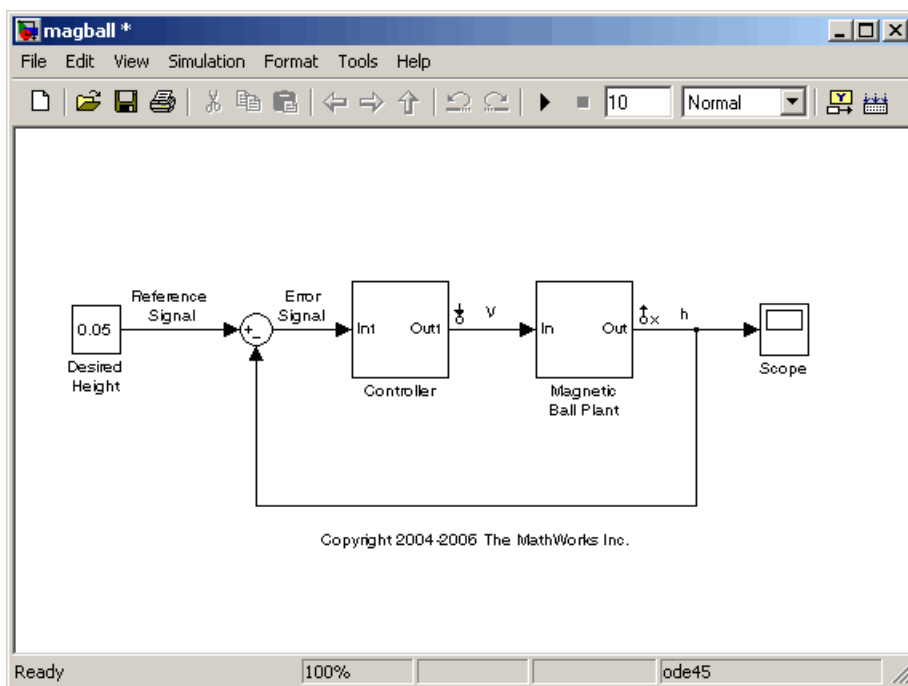 magball *
File Edit View Simulation Format Tools Help
10 Normal
Reference
Signal
Error
Signal
0.05
+
-
In1 Out1
V
In Out
x
h
Desired
Height
Controller
Magnetic
Ball Plant
Scope
Copyright 2004-2006 The MathWorks Inc.
Ready 100% ode45